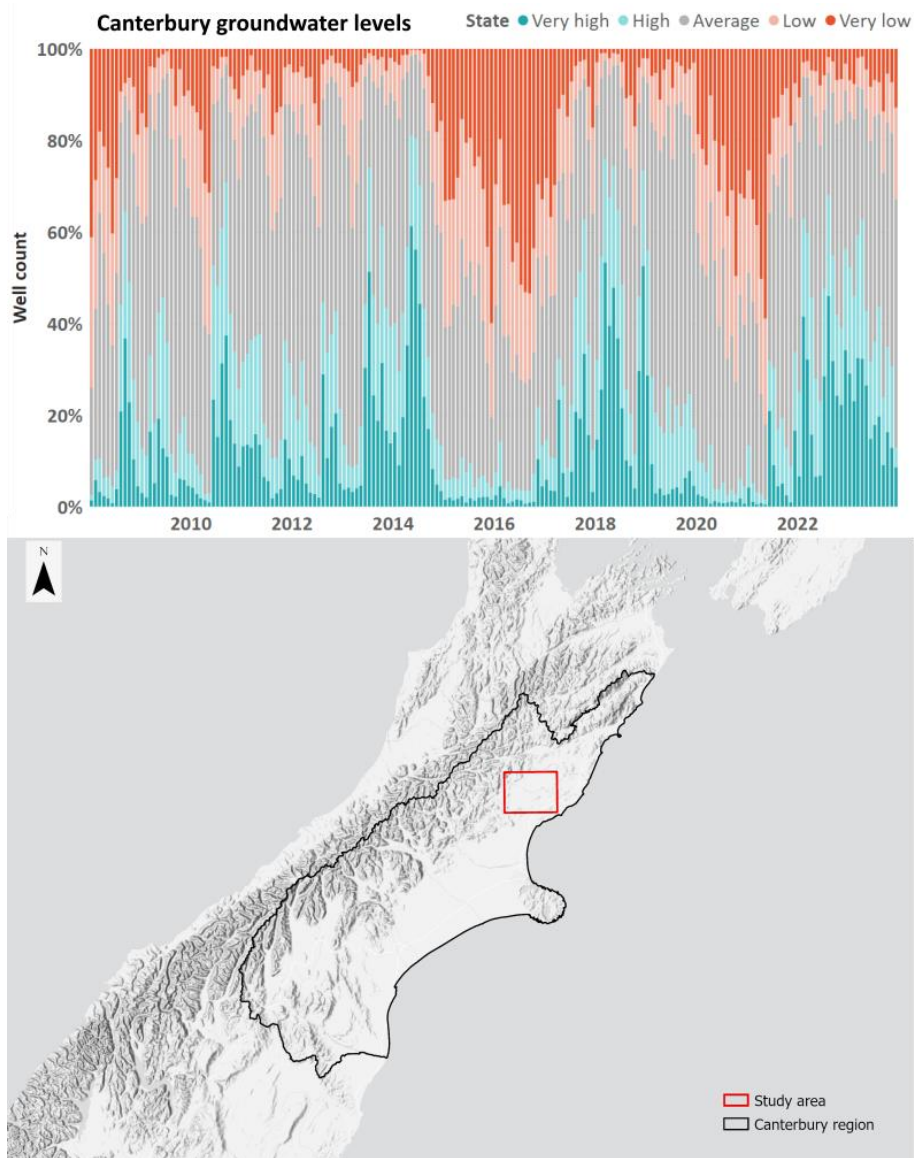 Canterbury groundwater levels State Very high High Average Low Very low
100%
80%
60%
40%
20%
0%
Well count
2010 2012 2014 2016 2018 2020 2022
N
Study area
Canterbury region